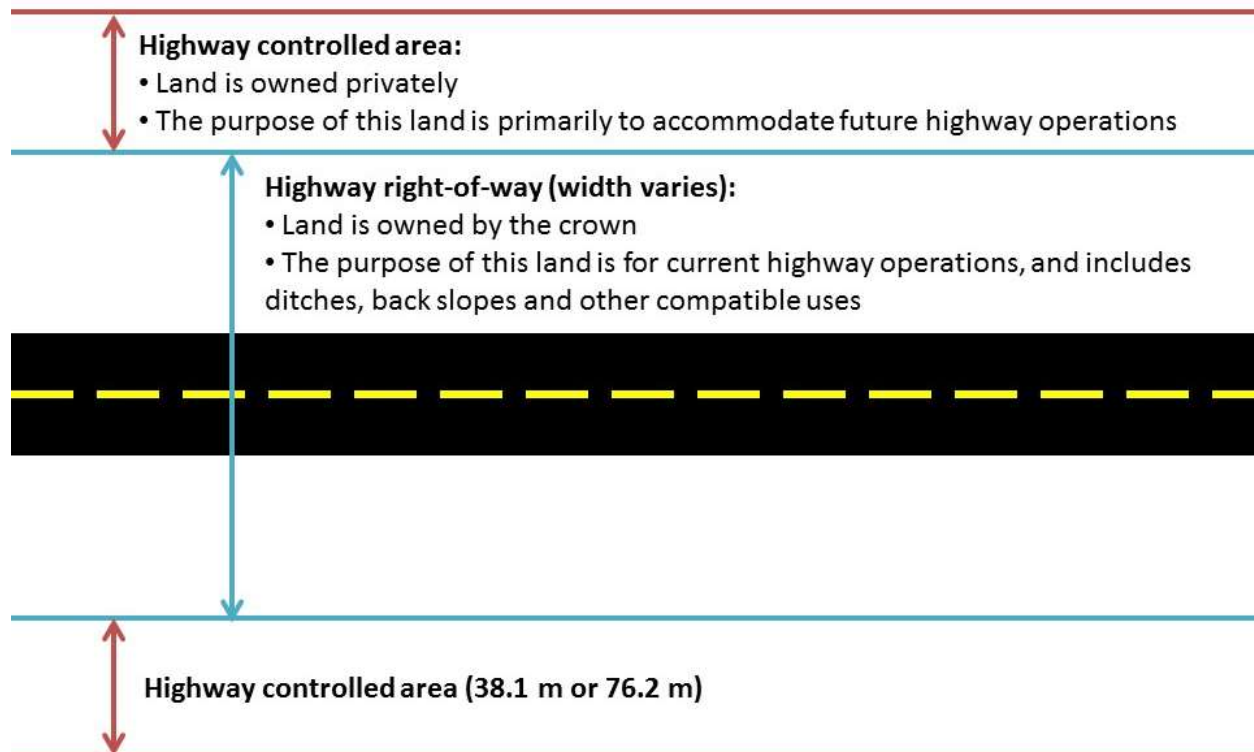 Highway controlled area:
• Land is owned privately
• The purpose of this land is primarily to accommodate future highway operations
Highway right-of-way (width varies):
• Land is owned by the crown
• The purpose of this land is for current highway operations, and includes
ditches, back slopes and other compatible uses
Highway controlled area (38.1 m or 76.2 m)